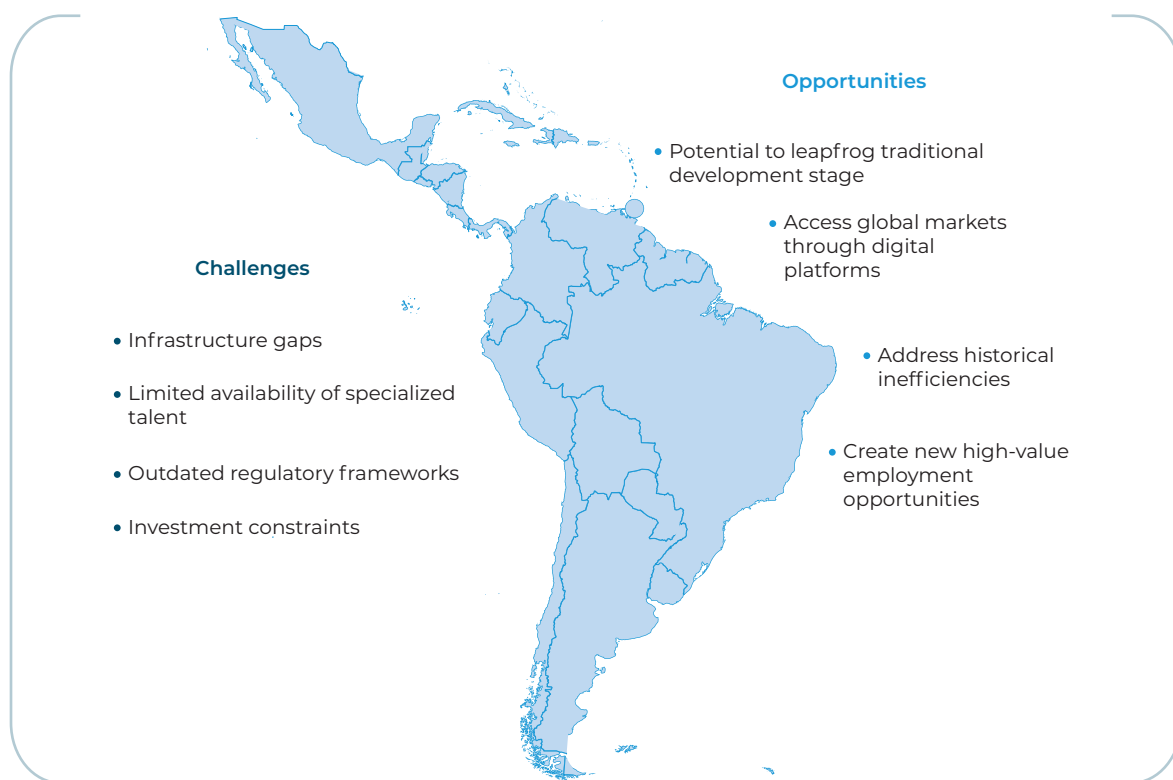 Opportunities
• Potential to leapfrog traditional
development stage
• Access global markets
through digital
platforms
• Address historical
inefficiencies
• Create new high-value
employment
opportunities
Challenges
• Infrastructure gaps
• Limited availability of specialized
talent
• Outdated regulatory frameworks
• Investment constraints